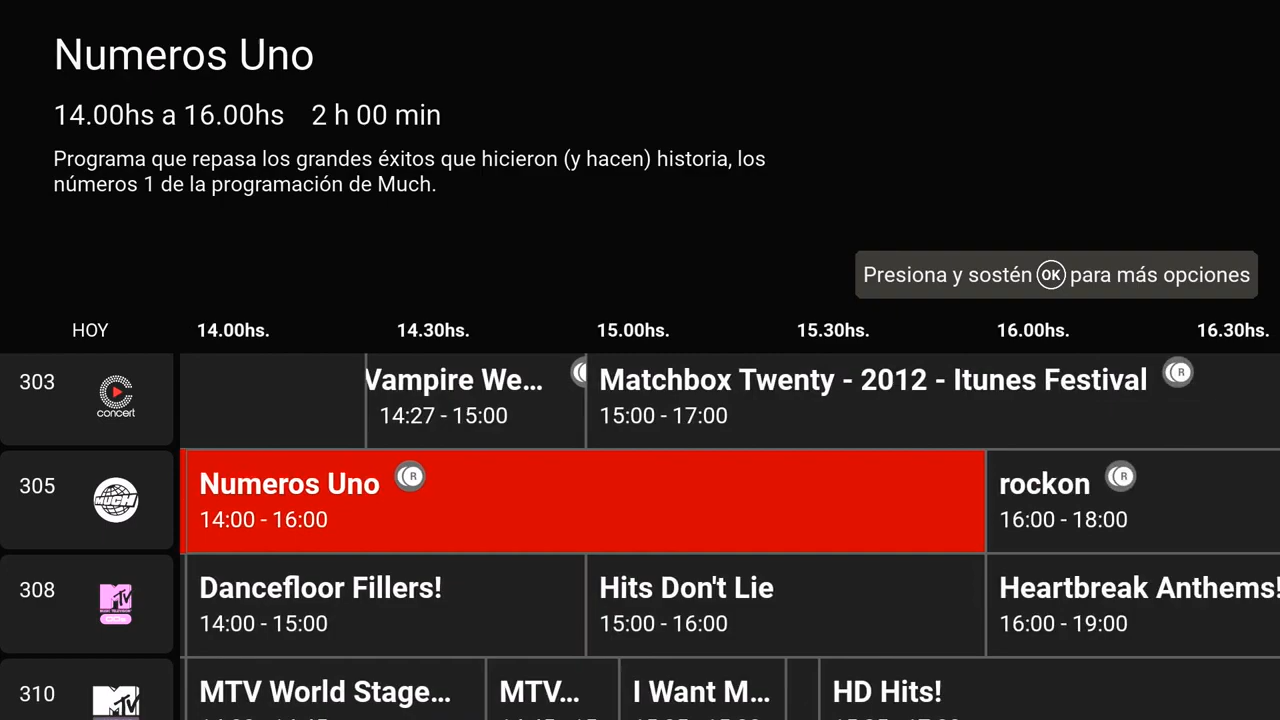 Numeros Uno
14.00hs a 16.00hs 2 h 00 min
Programa que repasa los grandes éxitos que hicieron (y hacen) historia, los
números 1 de la programación de Much.
Presiona y sostén OK para más opciones
HOY 14.00hs. 14.30hs. 15.00hs. 15.30hs. 16.00hs. 16.30hs.
303 concert Vampire We... Matchbox Twenty - 2012 - Itunes Festival R
14:27 - 15:00 15:00 - 17:00
305 MUCH Numeros Uno R rockon R
14:00 - 16:00 16:00 - 18:00
308 MTV Dancefloor Fillers! Hits Don't Lie Heartbreak Anthems!
14:00 - 15:00 15:00 - 16:00 16:00 - 19:00
310 MTV MTV World Stage... MTV... I Want M... HD Hits!